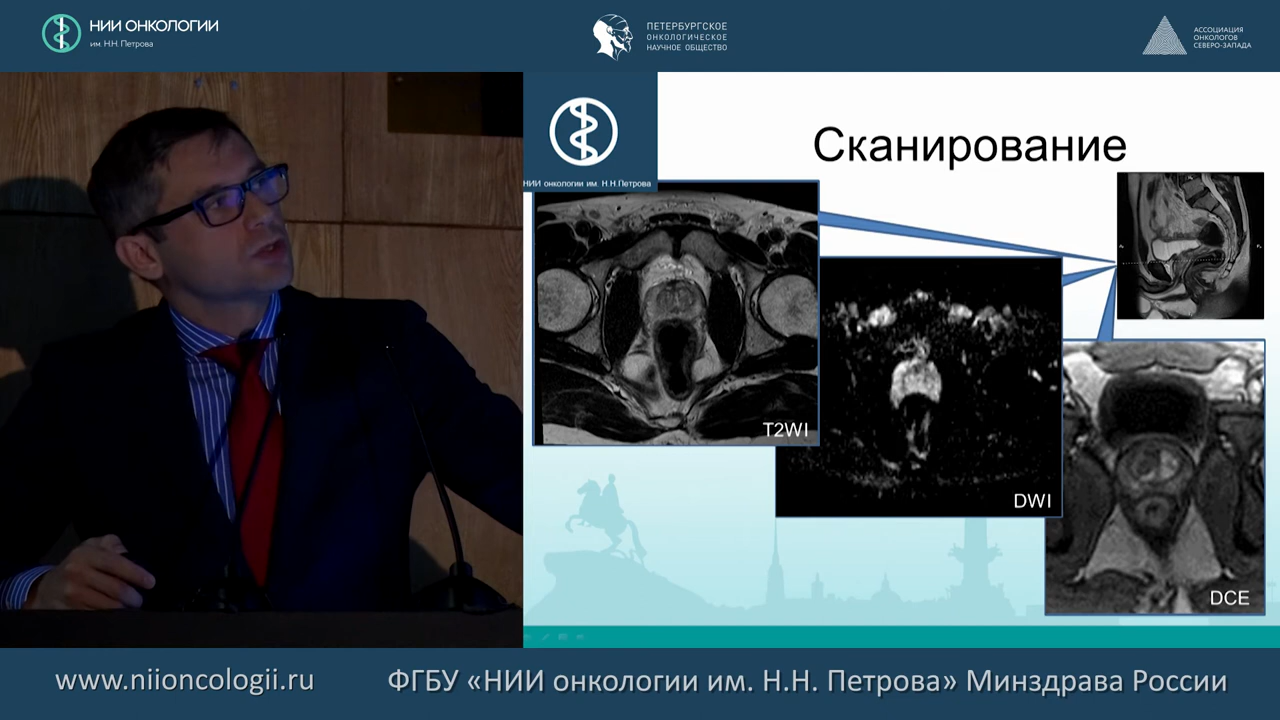 НИИ ОНКОЛОГИИ
им. Н.Н. Петрова
ПЕТЕРБУРГСКОЕ
ОНКОЛОГИЧЕСКОЕ
НАУЧНОЕ ОБЩЕСТВО
АССОЦИАЦИЯ
ОНКОЛОГОВ
СЕВЕРО-ЗАПАДА
НИИ онкологии им. Н.Н.Петрова
Сканирование
T2WI
DWI
DCE
www.niioncologii.ru
ФГБУ «НИИ онкологии им. Н.Н. Петрова» Минздрава России